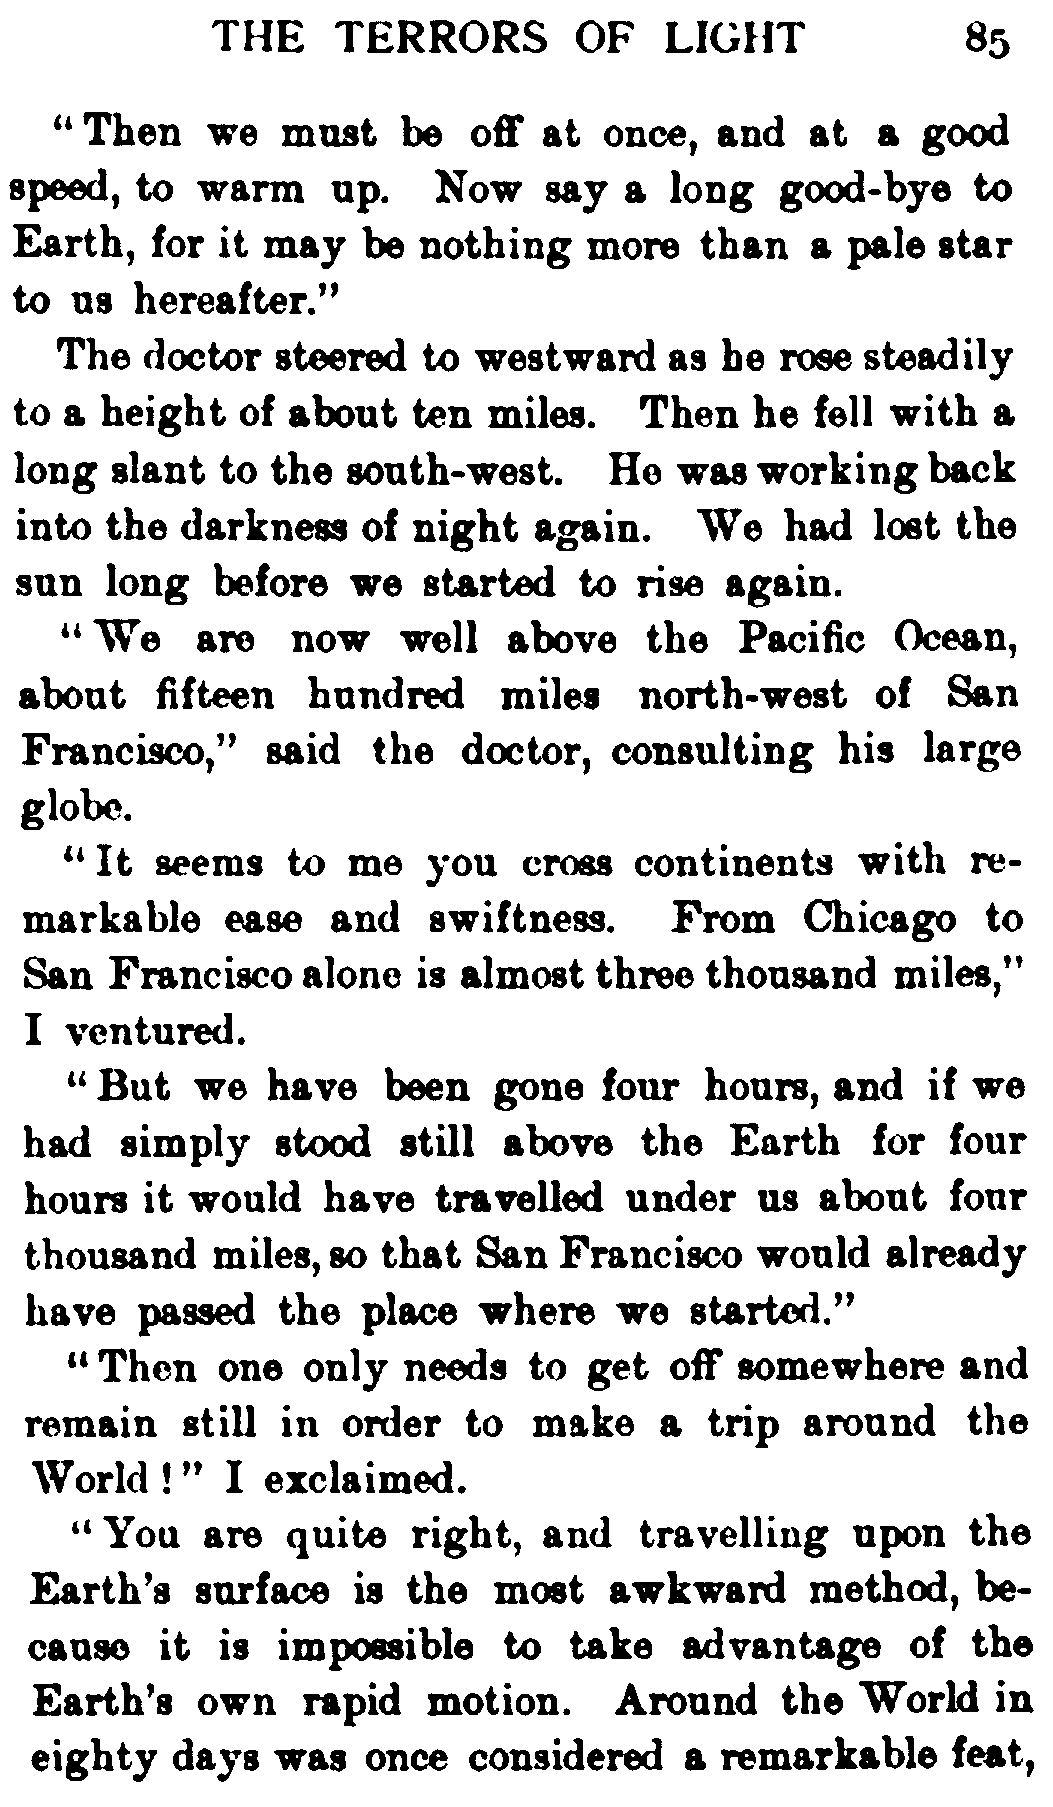 THE TERRORS OF LIGHT 85
"Then we must be off at once, and at a good
speed, to warm up. Now say a long good-bye to
Earth, for it may be nothing more than a pale star
to us hereafter."
The doctor steered to westward as he rose steadily
to a height of about ten miles. Then he fell with a
long slant to the south-west. He was working back
into the darkness of night again. We had lost the
sun long before we started to rise again.
"We are now well above the Pacific Ocean,
about fifteen hundred miles north-west of San
Francisco," said the doctor, consulting his large
globe.
"It seems to me you cross continents with re-
markable ease and swiftness. From Chicago to
San Francisco alone is almost three thousand miles,"
I ventured.
"But we have been gone four hours, and if we
had simply stood still above the Earth for four
hours it would have travelled under us about four
thousand miles, so that San Francisco would already
have passed the place where we started."
"Then one only needs to get off somewhere and
remain still in order to make a trip around the
World!" I exclaimed.
"You are quite right, and travelling upon the
Earth's surface is the most awkward method, be-
cause it is impossible to take advantage of the
Earth's own rapid motion. Around the World in
eighty days was once considered a remarkable feat,